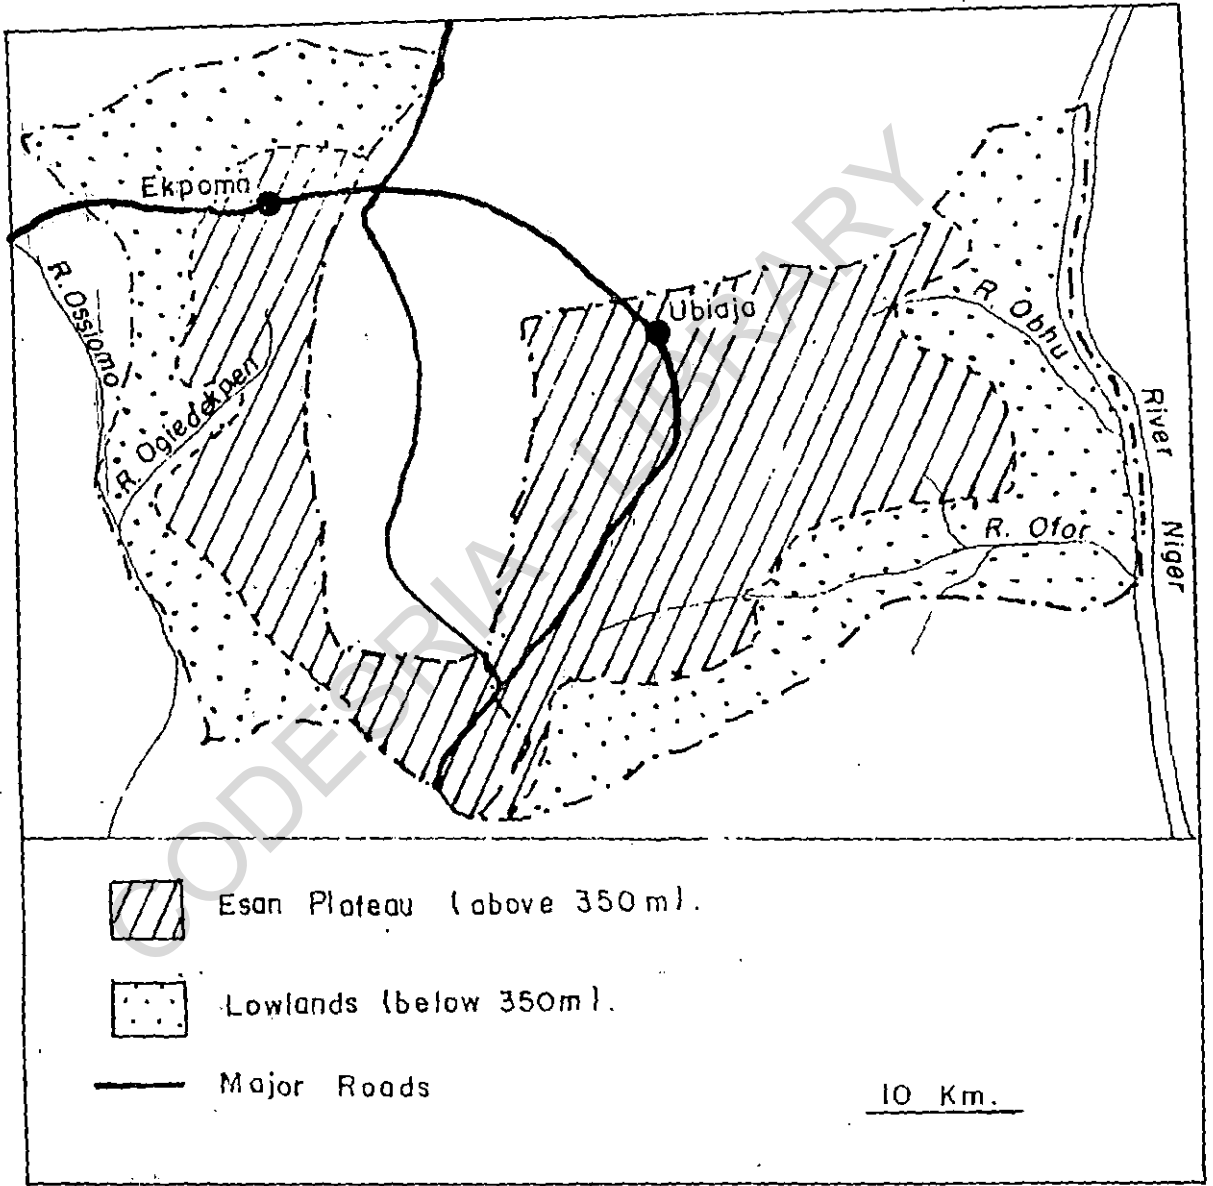 Ekpoma
R. Ossiomo
R. Ogiedekpen
Ubiaja
R. Obhu
River Niger
R. Ofor
CODESRIA - LIBRARY
Esan Plateau (above 350m).
Lowlands (below 350m).
Major Roads
10 Km.